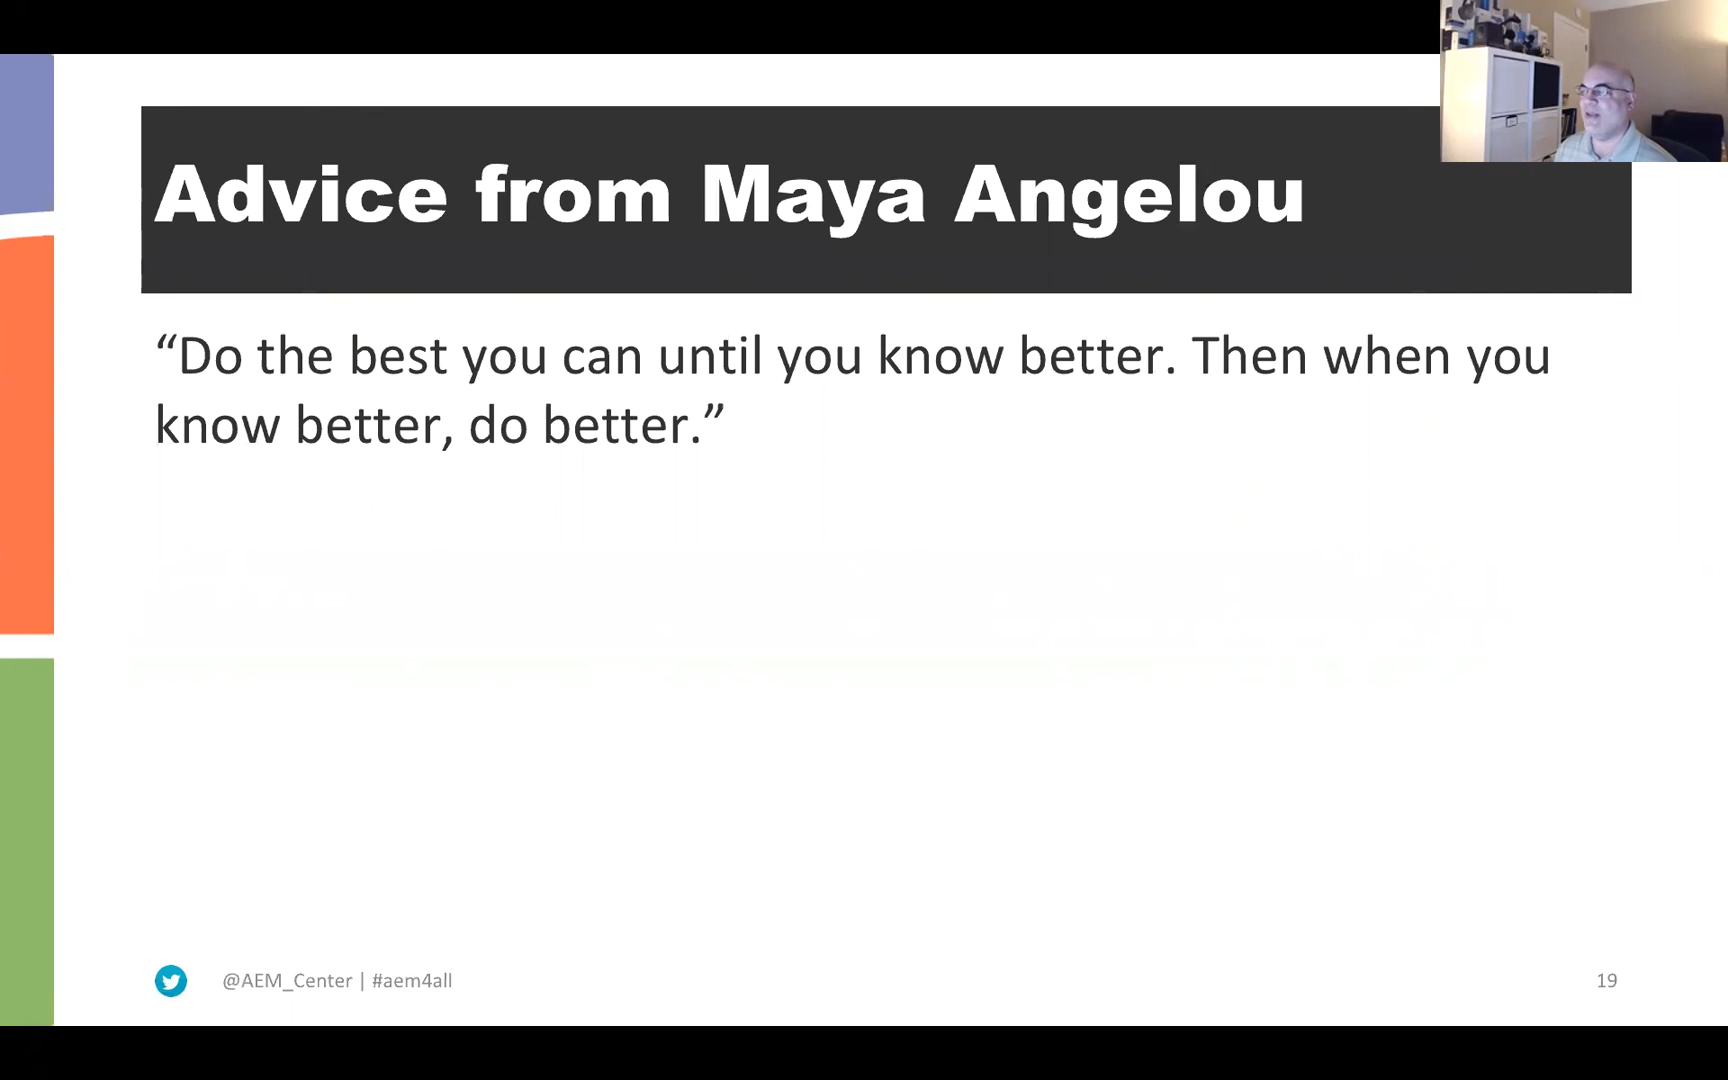 Advice from Maya Angelou
“Do the best you can until you know better. Then when you
know better, do better.”
@AEM_Center | #aem4all
19